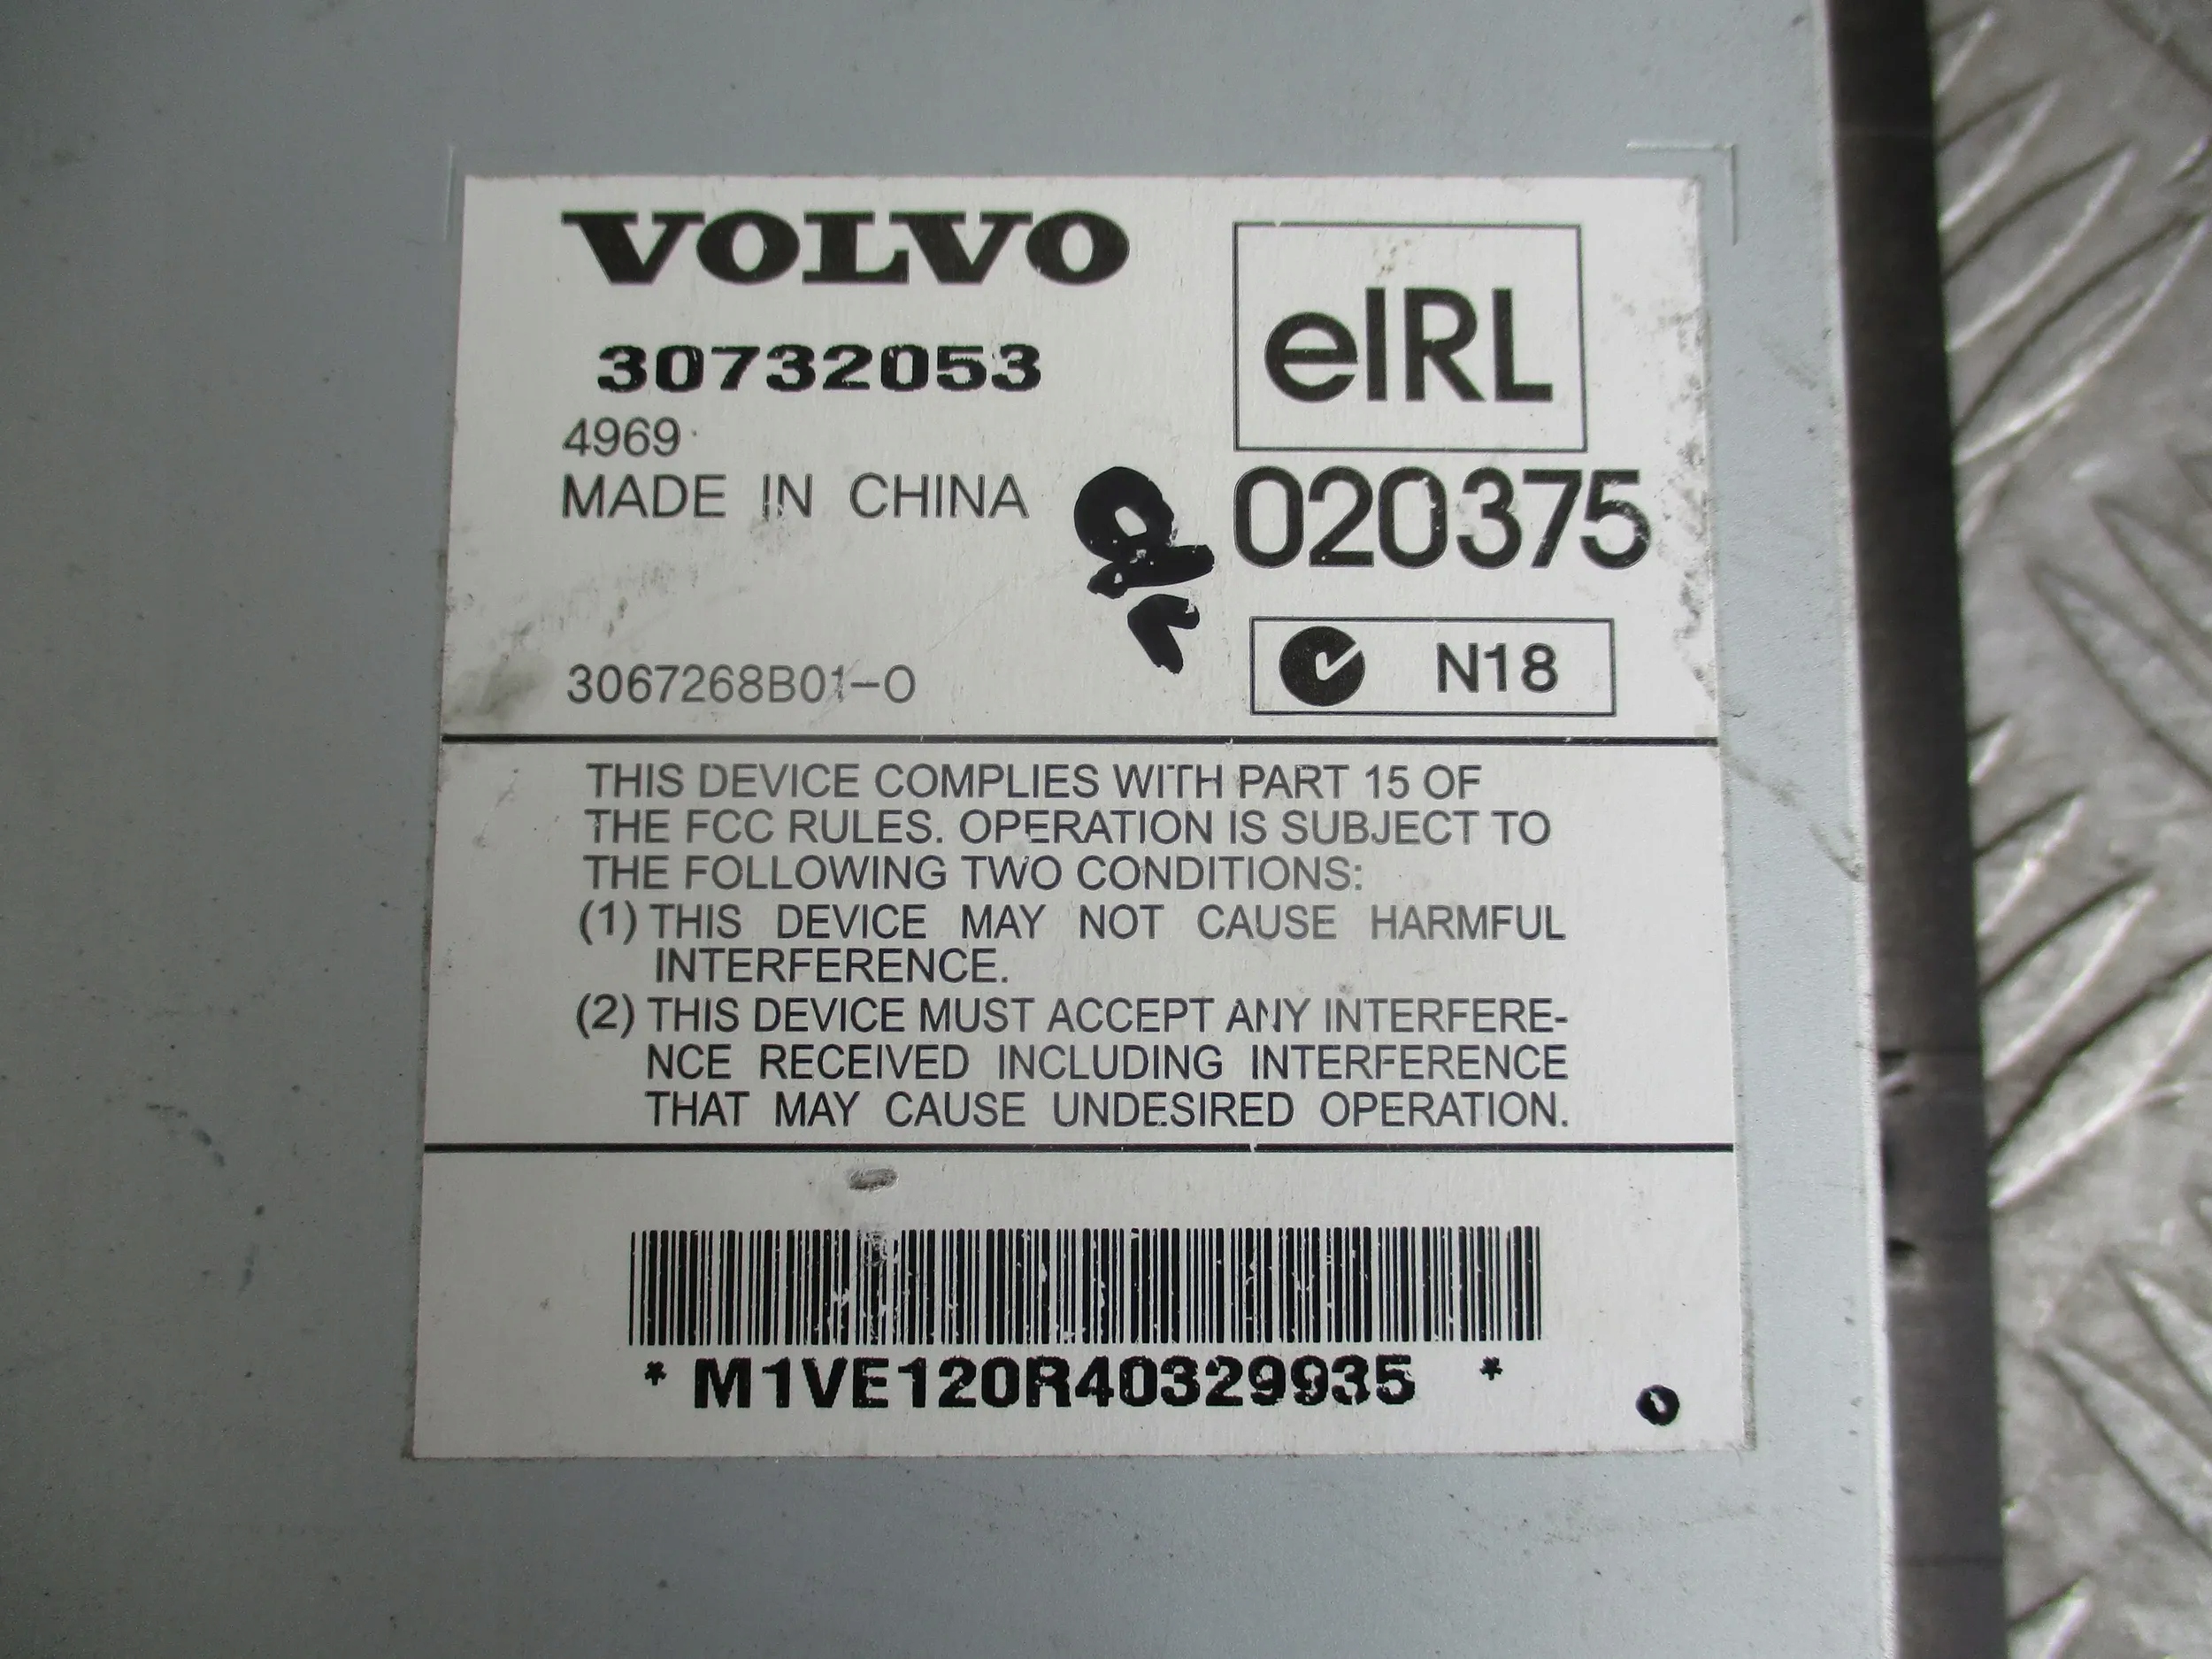 VOLVO
30732053
4969
MADE IN CHINA
3067268B01-0
eIRL
020375
N18
THIS DEVICE COMPLIES WITH PART 15 OF
THE FCC RULES. OPERATION IS SUBJECT TO
THE FOLLOWING TWO CONDITIONS:
(1) THIS DEVICE MAY NOT CAUSE HARMFUL
INTERFERENCE.
(2) THIS DEVICE MUST ACCEPT ANY INTERFERE-
NCE RECEIVED INCLUDING INTERFERENCE
THAT MAY CAUSE UNDESIRED OPERATION.
* M1VE120R40329935 *